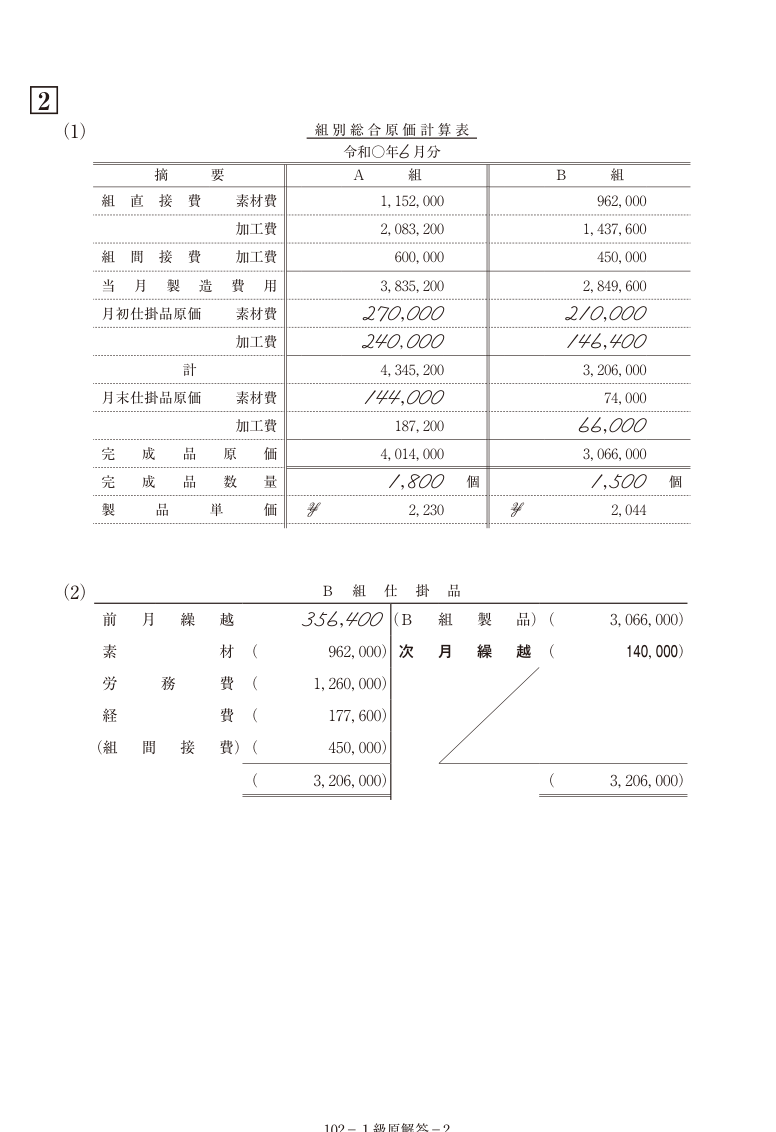 2
(1)
組別総合原価計算表
令和〇年6月分
摘要 A組 B組
組直接費 素材費 1,152,000 962,000
加工費 2,083,200 1,437,600
組間接費 加工費 600,000 450,000
当月製造費用 3,835,200 2,849,600
月初仕掛品原価 素材費 270,000 210,000
加工費 240,000 146,400
計 4,345,200 3,206,000
月末仕掛品原価 素材費 144,000 74,000
加工費 187,200 66,000
完成品原価 4,014,000 3,066,000
完成品数量 1,800 個 1,500 個
製品単価 ¥ 2,230 ¥ 2,044
(2)
B組仕掛品
前月繰越 356,400 (B組製品) ( 3,066,000)
素材 ( 962,000) 次月繰越 ( 140,000)
労務費 ( 1,260,000)
経費 ( 177,600)
(組間接費) ( 450,000)
( 3,206,000) ( 3,206,000)
102−1級原解答−2